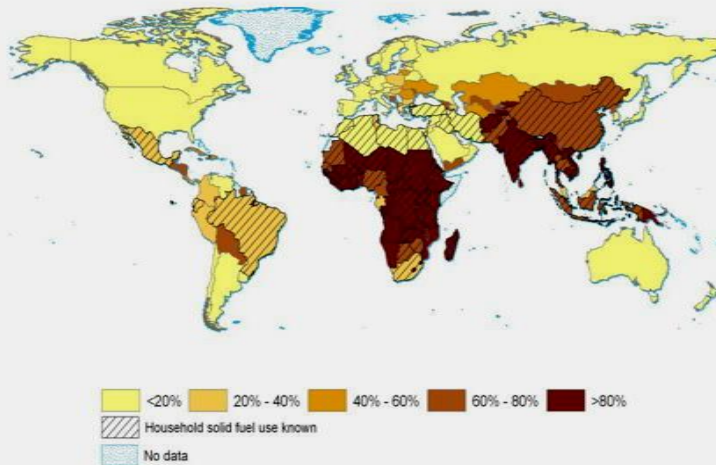 <20% 20% - 40% 40% - 60% 60% - 80% >80%
Household solid fuel use known
No data